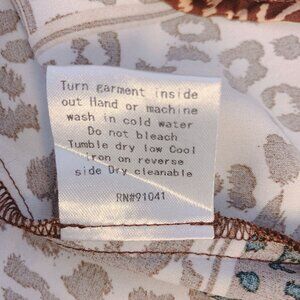 Turn garment inside
out Hand or machine
wash in cold water
Do not bleach
Tumble dry low Cool
iron on reverse
side Dry cleanable
RN#91041